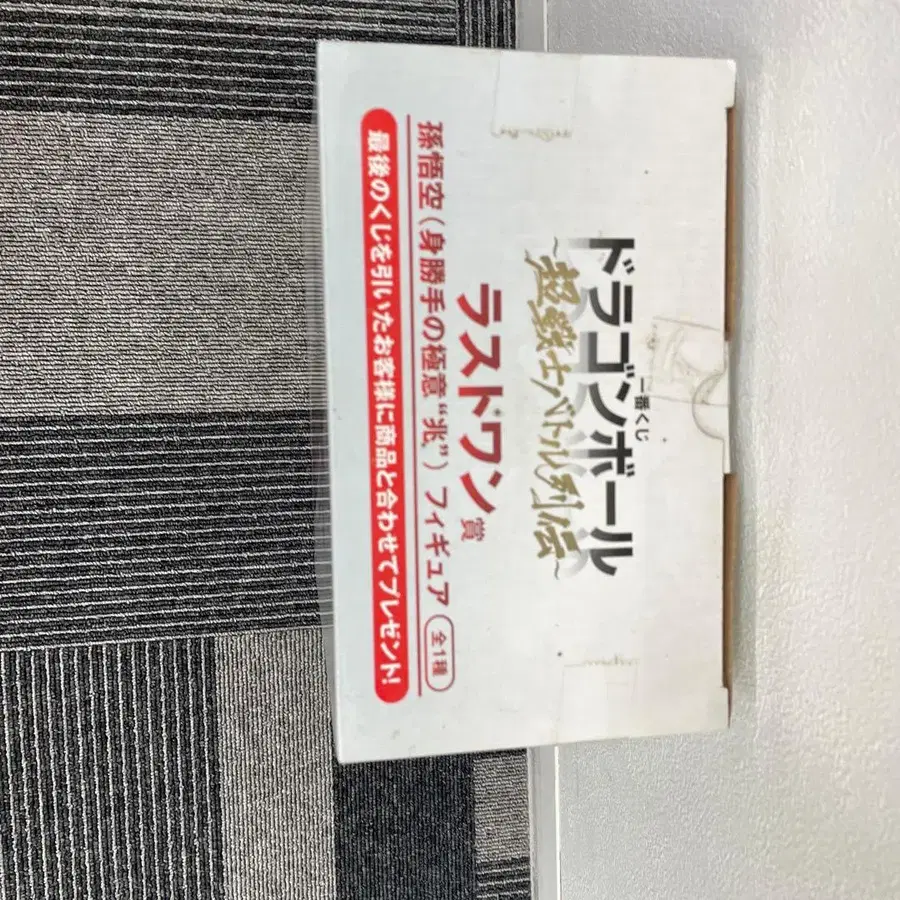 一番くじ
ドラゴンボール
~超戦士バトル列伝~
ラストワン賞
孫悟空(身勝手の極意“兆”)フィギュア 全1種
最後のくじを引いたお客様に商品と合わせてプレゼント!